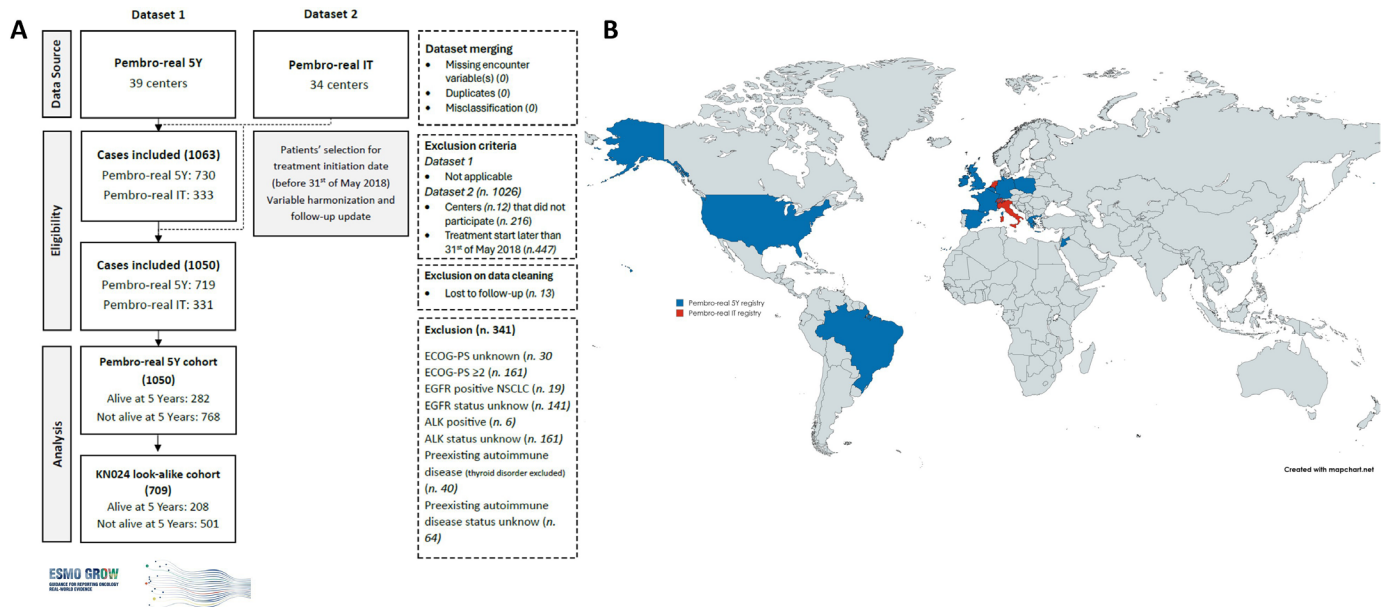 A
Dataset 1
Dataset 2
Data Source
Pembro-real 5Y
39 centers
Pembro-real IT
34 centers
Dataset merging
• Missing encounter
variable(s) (0)
• Duplicates (0)
• Misclassification (0)
Eligibility
Cases included (1063)
Pembro-real 5Y: 730
Pembro-real IT: 333
Patients' selection for
treatment initiation date
(before 31st of May 2018)
Variable harmonization and
follow-up update
Exclusion criteria
Dataset 1
• Not applicable
Dataset 2 (n. 1026)
• Centers (n.12) that did not
participate (n. 216)
• Treatment start later than
31st of May 2018 (n.447)
Cases included (1050)
Pembro-real 5Y: 719
Pembro-real IT: 331
Exclusion on data cleaning
• Lost to follow-up (n. 13)
Analysis
Pembro-real 5Y cohort
(1050)
Alive at 5 Years: 282
Not alive at 5 Years: 768
KN024 look-alike cohort
(709)
Alive at 5 Years: 208
Not alive at 5 Years: 501
Exclusion (n. 341)
ECOG-PS unknown (n. 30
ECOG-PS ≥2 (n. 161)
EGFR positive NSCLC (n. 19)
EGFR status unknow (n. 141)
ALK positive (n. 6)
ALK status unknow (n. 161)
Preexisting autoimmune
disease (thyroid disorder excluded)
(n. 40)
Preexisting autoimmune
disease status unknow (n.
64)
ESMO GROW
GUIDANCE FOR REPORTING ONCOLOGY
REAL-WORLD EVIDENCE
B
Pembro-real 5Y registry
Pembro-real IT registry
Created with mapchart.net